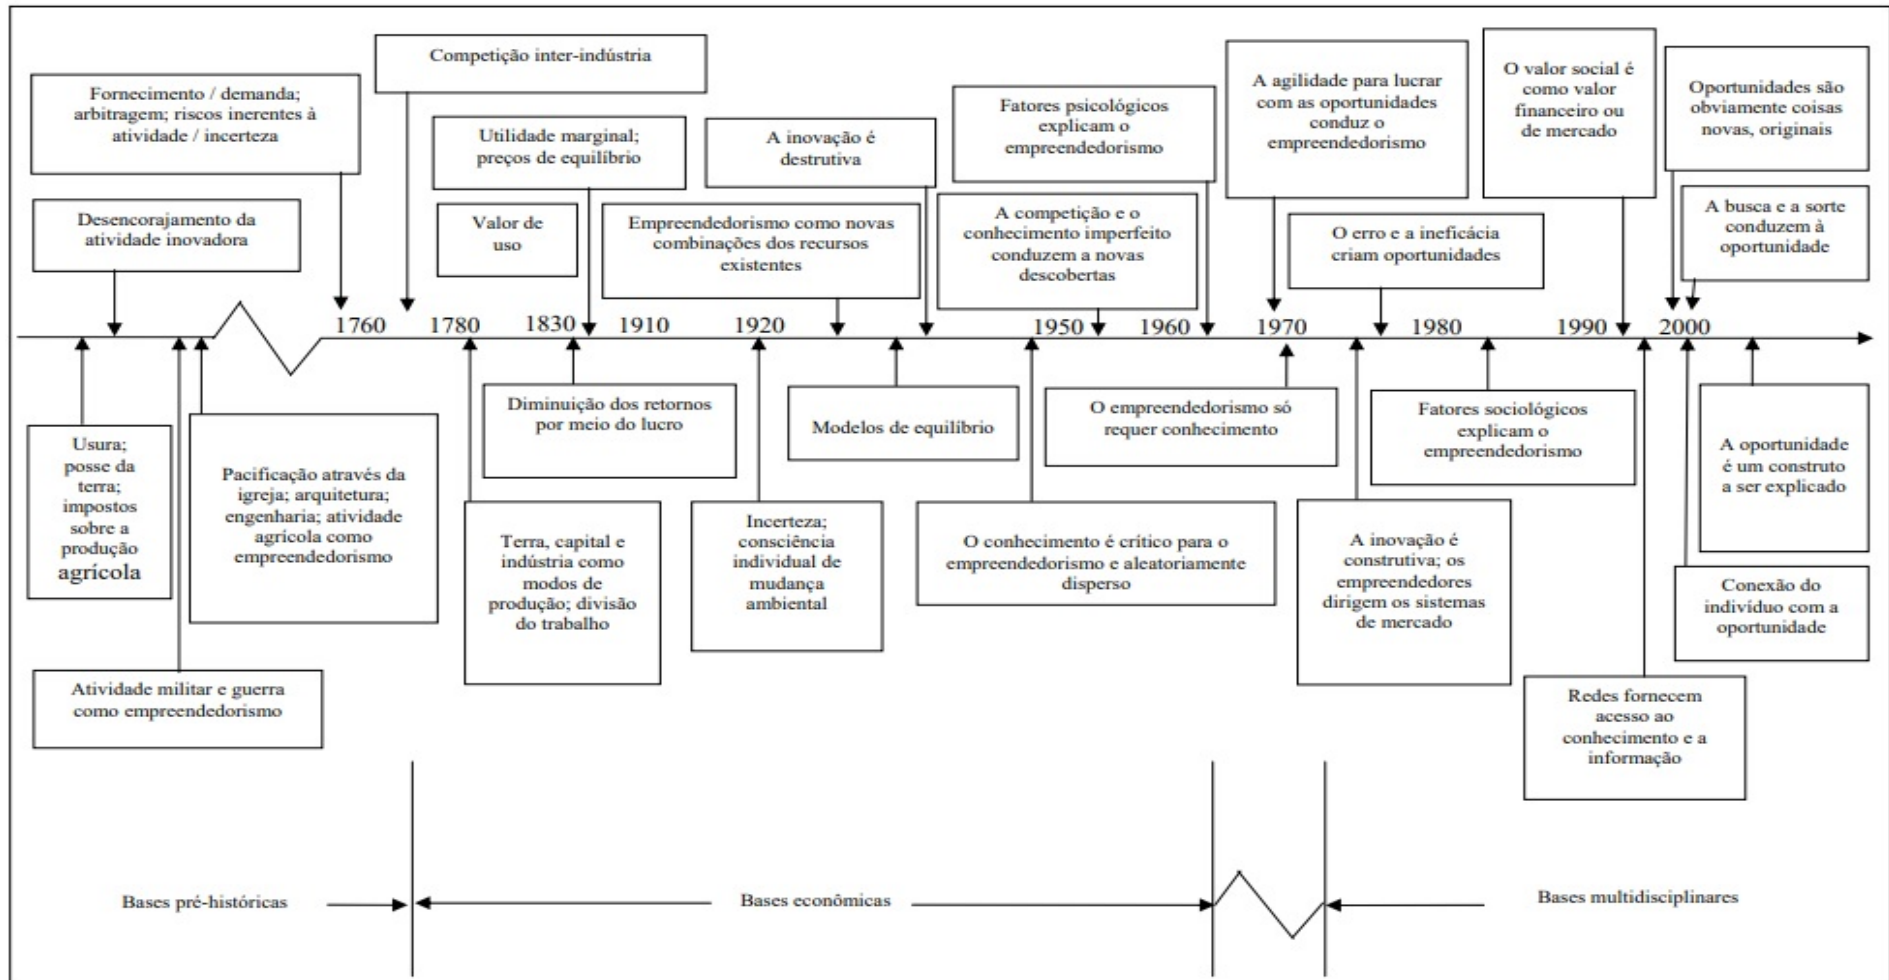 Competição inter-indústria
Fornecimento / demanda;
arbitragem; riscos inerentes à
atividade / incerteza
Utilidade marginal;
preços de equilíbrio
A inovação é
destrutiva
Fatores psicológicos
explicam o
empreendedorismo
A agilidade para lucrar
com as oportunidades
conduz o
empreendedorismo
O valor social é
como valor
financeiro ou
de mercado
Oportunidades são
obviamente coisas
novas, originais
Desencorajamento da
atividade inovadora
Valor de
uso
Empreendedorismo como novas
combinações dos recursos
existentes
A competição e o
conhecimento imperfeito
conduzem a novas
descobertas
O erro e a ineficácia
criam oportunidades
A busca e a sorte
conduzem à
oportunidade
1760 1780 1830 1910 1920 1950 1960 1970 1980 1990 2000
Usura;
posse da
terra;
impostos
sobre a
produção
agrícola
Pacificação através da
igreja; arquitetura;
engenharia; atividade
agrícola como
empreendedorismo
Diminuição dos retornos
por meio do lucro
Modelos de equilíbrio
O empreendedorismo só
requer conhecimento
Fatores sociológicos
explicam o
empreendedorismo
A oportunidade
é um construto
a ser explicado
Terra, capital e
indústria como
modos de
produção; divisão
do trabalho
Incerteza;
consciência
individual de
mudança
ambiental
O conhecimento é crítico para o
empreendedorismo e aleatoriamente
disperso
A inovação é
construtiva; os
empreendedores
dirigem os sistemas
de mercado
Conexão do
indivíduo com a
oportunidade
Atividade militar e guerra
como empreendedorismo
Redes fornecem
acesso ao
conhecimento e a
informação
Bases pré-históricas
Bases econômicas
Bases multidisciplinares